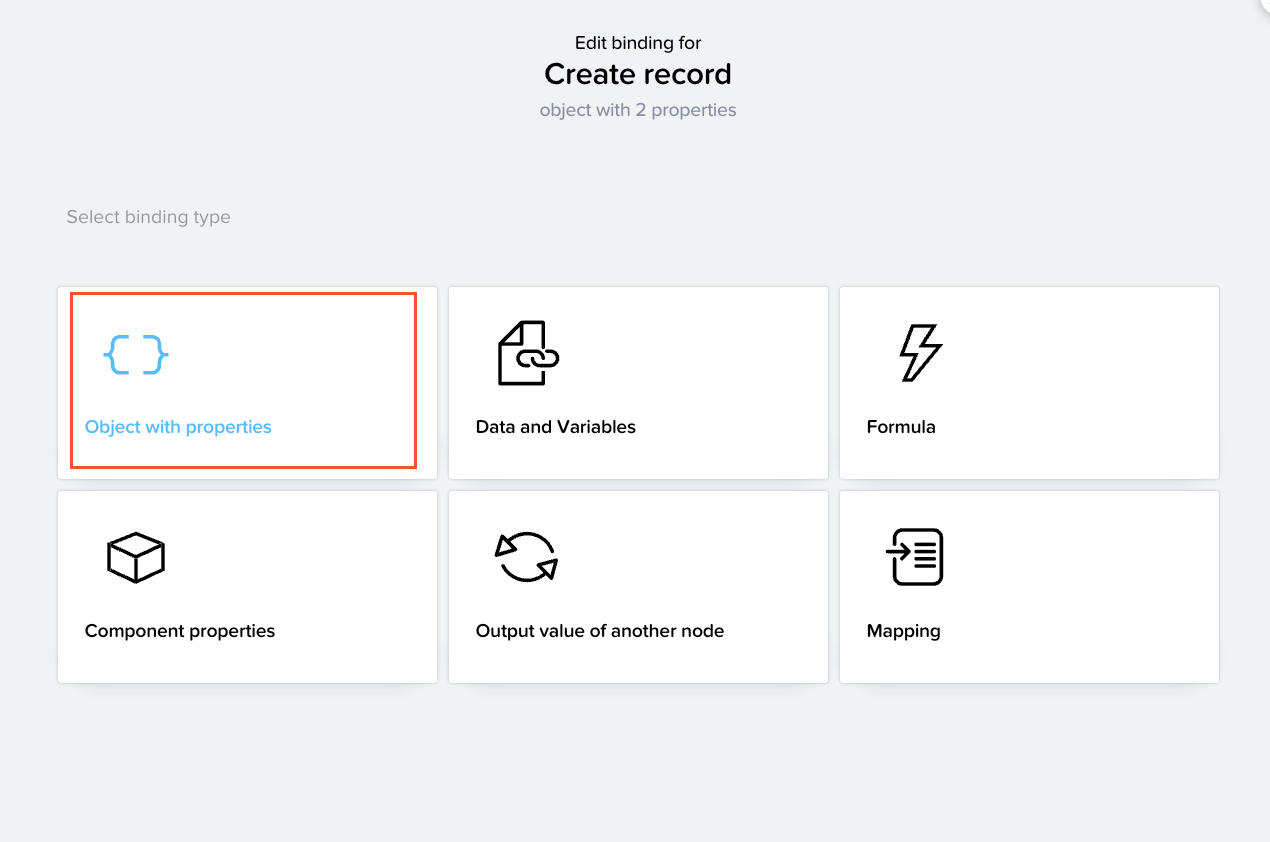 Edit binding for
Create record
object with 2 properties
Select binding type
Object with properties
Data and Variables
Formula
Component properties
Output value of another node
Mapping